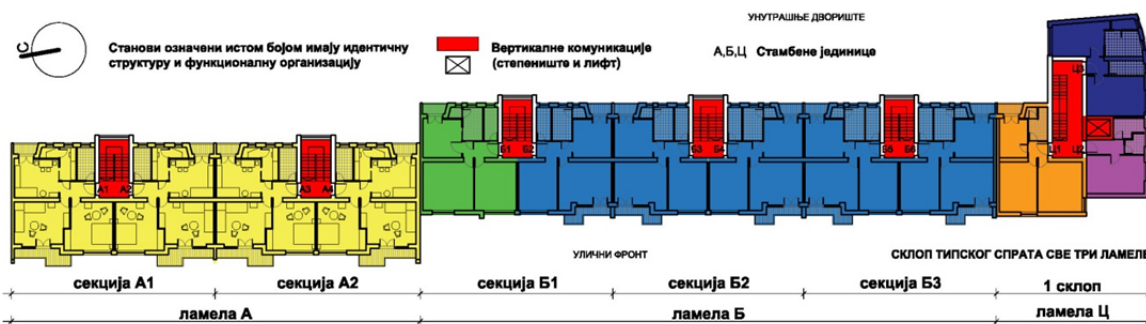 УНУТРАШЊЕ ДВОРИШТЕ
С
Станови означени истом бојом имају идентичну
структуру и функционалну организацију
Вертикалне комуникације
(степениште и лифт)
А,Б,Ц Стамбене јединице
Ц3
Б1 Б2
Б3 Б4
Б5 Б6
Ц1 Ц2
А1 А2
А3 А4
УЛИЧНИ ФРОНТ
СКЛОП ТИПСКОГ СПРАТА СВЕ ТРИ ЛАМЕЛЕ
секција А1
секција А2
секција Б1
секција Б2
секција Б3
1 склоп
ламела А
ламела Б
ламела Ц